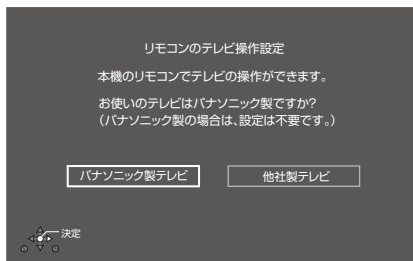 リモコンのテレビ操作設定
本機のリモコンでテレビの操作ができます。
お使いのテレビはパナソニック製ですか?
(パナソニック製の場合は、設定は不要です。)
パナソニック製テレビ
他社製テレビ
決定